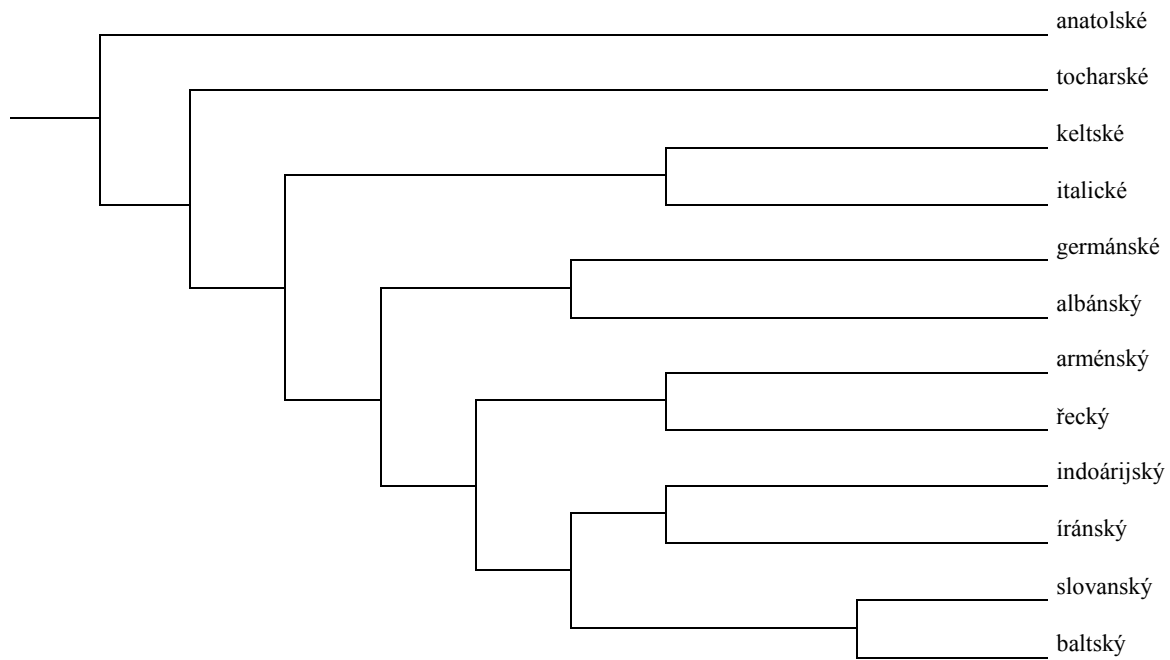 anatolské
tocharské
keltské
italické
germánské
albánský
arménský
řecký
indoárijský
íránský
slovanský
baltský